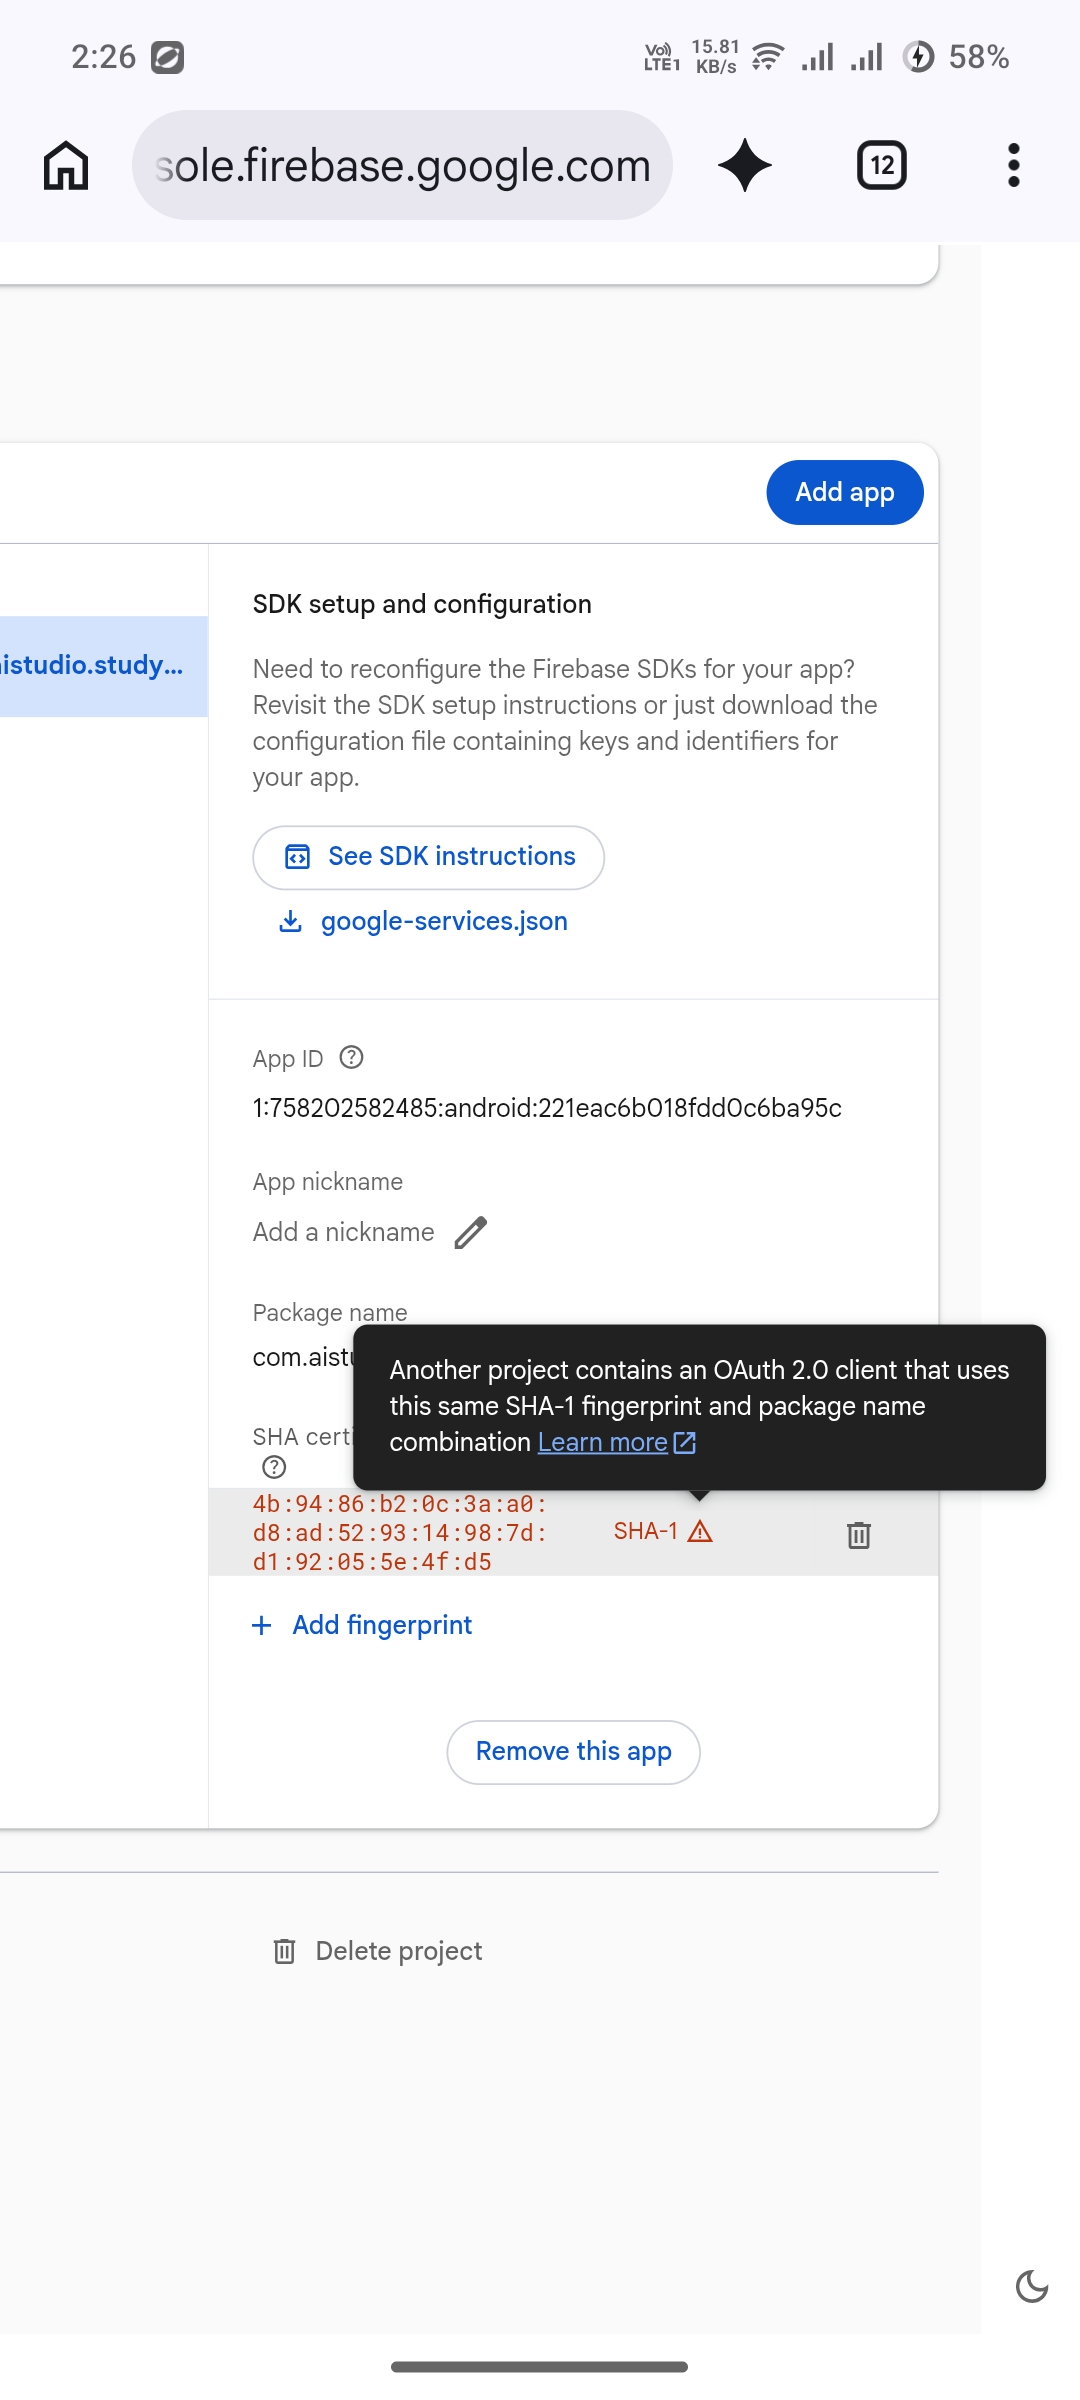 2:26
Vo)) LTE1
15.81 KB/s
58%
sole.firebase.google.com
12
Add app
SDK setup and configuration
istudio.study...
Need to reconfigure the Firebase SDKs for your app?
Revisit the SDK setup instructions or just download the
configuration file containing keys and identifiers for
your app.
See SDK instructions
google-services.json
App ID
1:758202582485:android:221eac6b018fdd0c6ba95c
App nickname
Add a nickname
Package name
com.aistu
Another project contains an OAuth 2.0 client that uses
this same SHA-1 fingerprint and package name
combination Learn more
SHA certi
4b:94:86:b2:0c:3a:a0:
d8:ad:52:93:14:98:7d:
d1:92:05:5e:4f:d5
SHA-1
Add fingerprint
Remove this app
Delete project